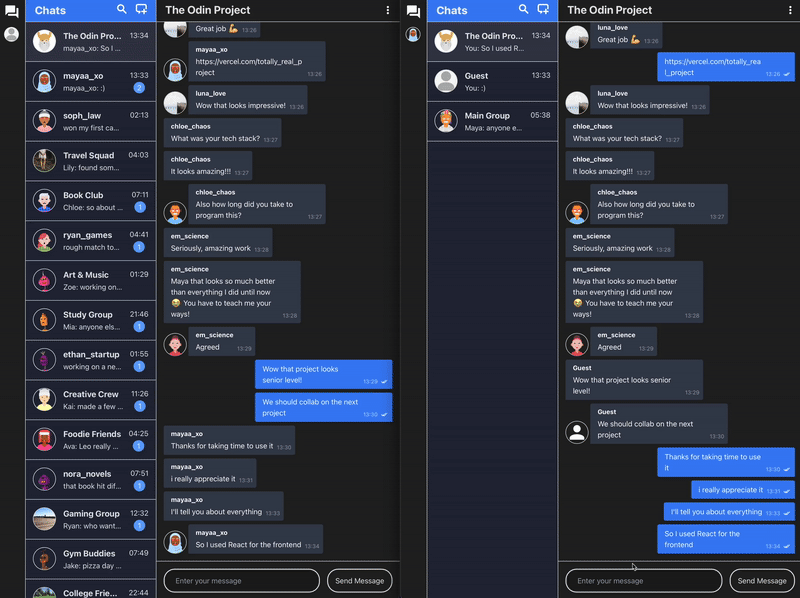 Chats
The Odin Pro...
13:34
mayaa_xo: So I ...
mayaa_xo
13:33
mayaa_xo: :)
2
soph_law
02:13
won my first ca...
Travel Squad
04:03
Lily: found som...
Book Club
07:11
Chloe: so about ...
1
ryan_games
04:41
rough match to...
1
Art & Music
01:29
Zoe: working on...
Study Group
21:46
Mia: anyone els...
1
ethan_startup
01:55
working on a ne...
1
Creative Crew
11:26
Kai: made a few ...
1
Foodie Friends
04:25
Ava: Leo really ...
1
nora_novels
07:51
that book hit dif...
1
Gaming Group
12:32
Ryan: who want...
1
Gym Buddies
07:49
Jake: pizza day ...
College Frie...
22:44
The Odin Project
Great job 💪 13:26
mayaa_xo
https://vercel.com/totally_real_p
roject 13:26
luna_love
Wow that looks impressive! 13:26
chloe_chaos
What was your tech stack? 13:27
chloe_chaos
It looks amazing!!! 13:27
chloe_chaos
Also how long did you take to
program this? 13:27
em_science
Seriously, amazing work 13:28
em_science
Maya that looks so much better
than everything I did until now
😂 You have to teach me your
ways! 13:28
em_science
Agreed 13:29
Wow that project looks
senior level! 13:29
We should collab on the next
project 13:30
mayaa_xo
Thanks for taking time to use it 13:30
mayaa_xo
i really appreciate it 13:31
mayaa_xo
I'll tell you about everything 13:33
mayaa_xo
So I used React for the frontend 13:34
Enter your message
Send Message
Chats
The Odin Pro...
13:34
You: So I used R...
Guest
13:33
You: :)
Main Group
05:38
Maya: anyone e...
The Odin Project
luna_love
Great job 💪 13:26
https://vercel.com/totally_rea
l_project 13:26
luna_love
Wow that looks impressive! 13:26
chloe_chaos
What was your tech stack? 13:27
chloe_chaos
It looks amazing!!! 13:27
chloe_chaos
Also how long did you take to
program this? 13:27
em_science
Seriously, amazing work 13:28
em_science
Maya that looks so much better
than everything I did until now
😂 You have to teach me your
ways! 13:28
em_science
Agreed 13:29
Guest
Wow that project looks senior
level! 13:29
Guest
We should collab on the next
project 13:30
Thanks for taking time to use
it 13:30
i really appreciate it 13:31
I'll tell you about everything 13:33
So I used React for the
frontend 13:34
Enter your message
Send Message